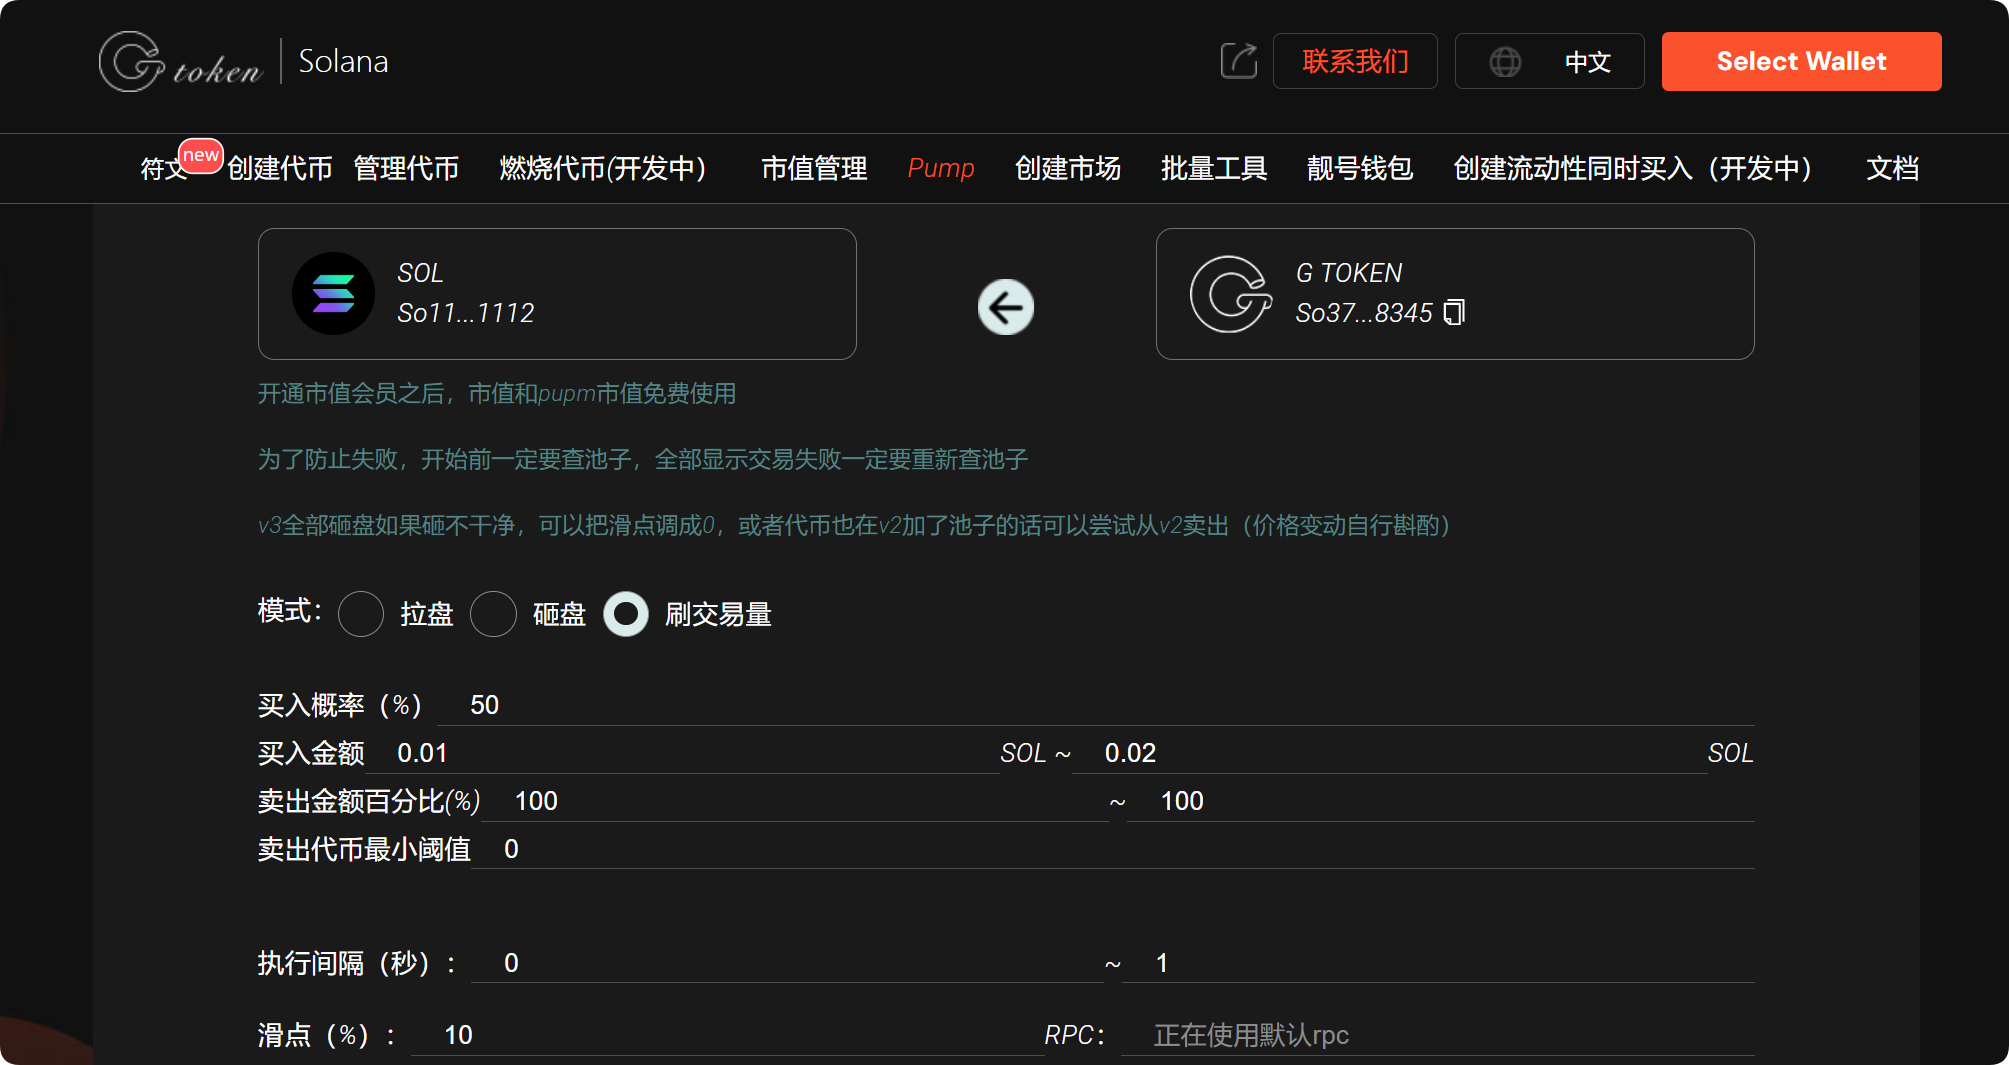 G token | Solana
联系我们 中文 Select Wallet
符文 new 创建代币 管理代币 燃烧代币(开发中) 市值管理 Pump 创建市场 批量工具 靓号钱包 创建流动性同时买入（开发中） 文档
SOL
So11...1112
G TOKEN
So37...8345
开通市值会员之后，市值和pupm市值免费使用
为了防止失败，开始前一定要查池子，全部显示交易失败一定要重新查池子
v3全部砸盘如果砸不干净，可以把滑点调成0，或者代币也在v2加了池子的话可以尝试从v2卖出（价格变动自行斟酌）
模式： 拉盘 砸盘 刷交易量
买入概率（%） 50
买入金额 0.01 SOL ~ 0.02 SOL
卖出金额百分比(%) 100 ~ 100
卖出代币最小阈值 0
执行间隔（秒）： 0 ~ 1
滑点（%）： 10 RPC： 正在使用默认rpc